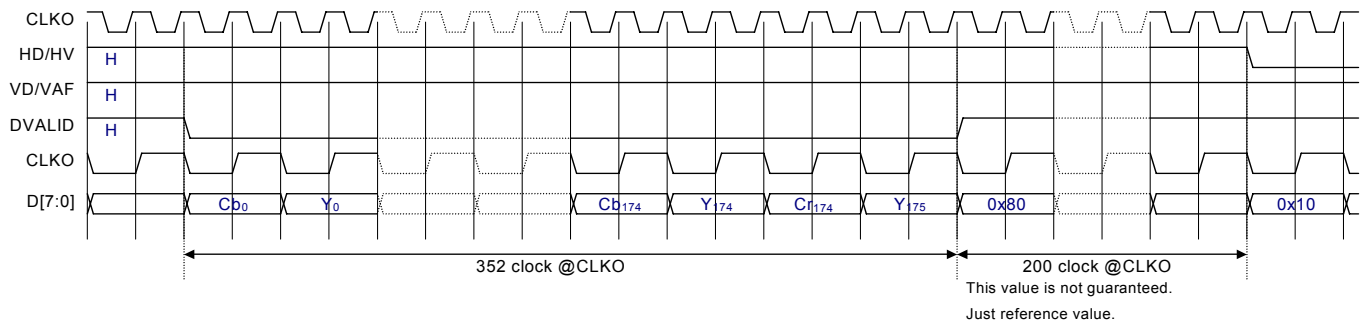 CLKO
HD/HV H
VD/VAF H
DVALID H
CLKO
D[7:0] Cb0 Y0 Cb174 Y174 Cr174 Y175 0x80 0x10
352 clock @CLKO 200 clock @CLKO
This value is not guaranteed.
Just reference value.